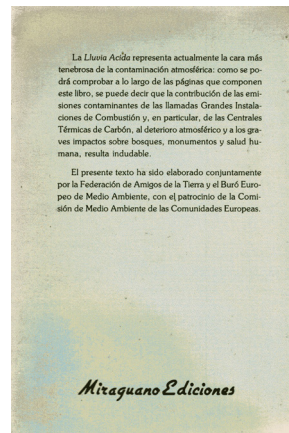 La Lluvia Acida representa actualmente la cara más
tenebrosa de la contaminación atmosférica: como se po-
drá comprobar a lo largo de las páginas que componen
este libro, se puede decir que la contribución de las emi-
siones contaminantes de las llamadas Grandes Instala-
ciones de Combustión y, en particular, de las Centrales
Térmicas de Carbón, al deterioro atmosférico y a los gra-
ves impactos sobre bosques, monumentos y salud hu-
mana, resulta indudable.
El presente texto ha sido elaborado conjuntamente
por la Federación de Amigos de la Tierra y el Buró Euro-
peo de Medio Ambiente, con el patrocinio de la Comi-
sión de Medio Ambiente de las Comunidades Europeas.
Miraguano Ediciones